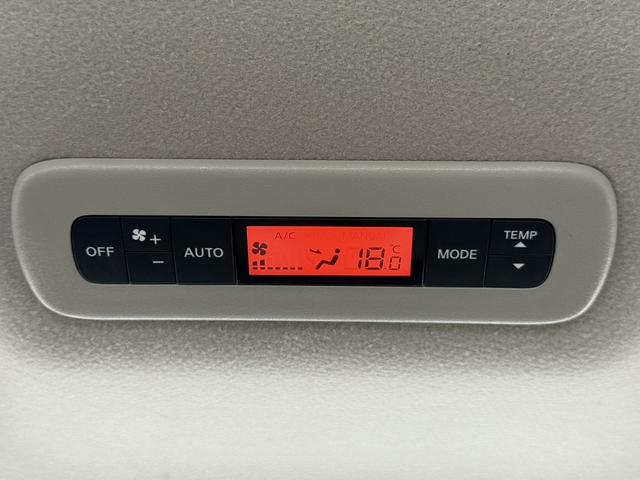 OFF
+
-
AUTO
A/C
18.0
°C
MODE
TEMP